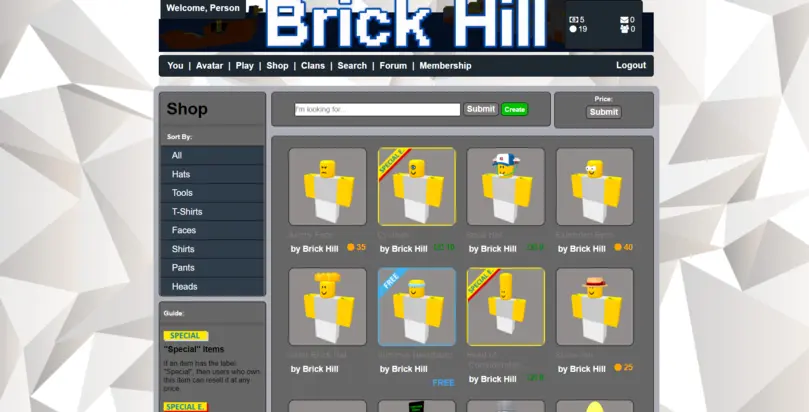 Welcome, Person
Brick Hill
5
0
19
0
You | Avatar | Play | Shop | Clans | Search | Forum | Membership
Logout
Shop
I'm looking for...
Submit
Create
Price:
Submit
Sort By:
All
Hats
Tools
T-Shirts
Faces
Shirts
Pants
Heads
SPECIAL E.
by Brick Hill
35
by Brick Hill
10
by Brick Hill
by Brick Hill
40
FREE
SPECIAL E.
by Brick Hill
FREE
by Brick Hill
by Brick Hill
25
Guide:
SPECIAL
"Special" Items
If an item has the label
"Special", then users who own
this item can resell it at any
price.
SPECIAL E.